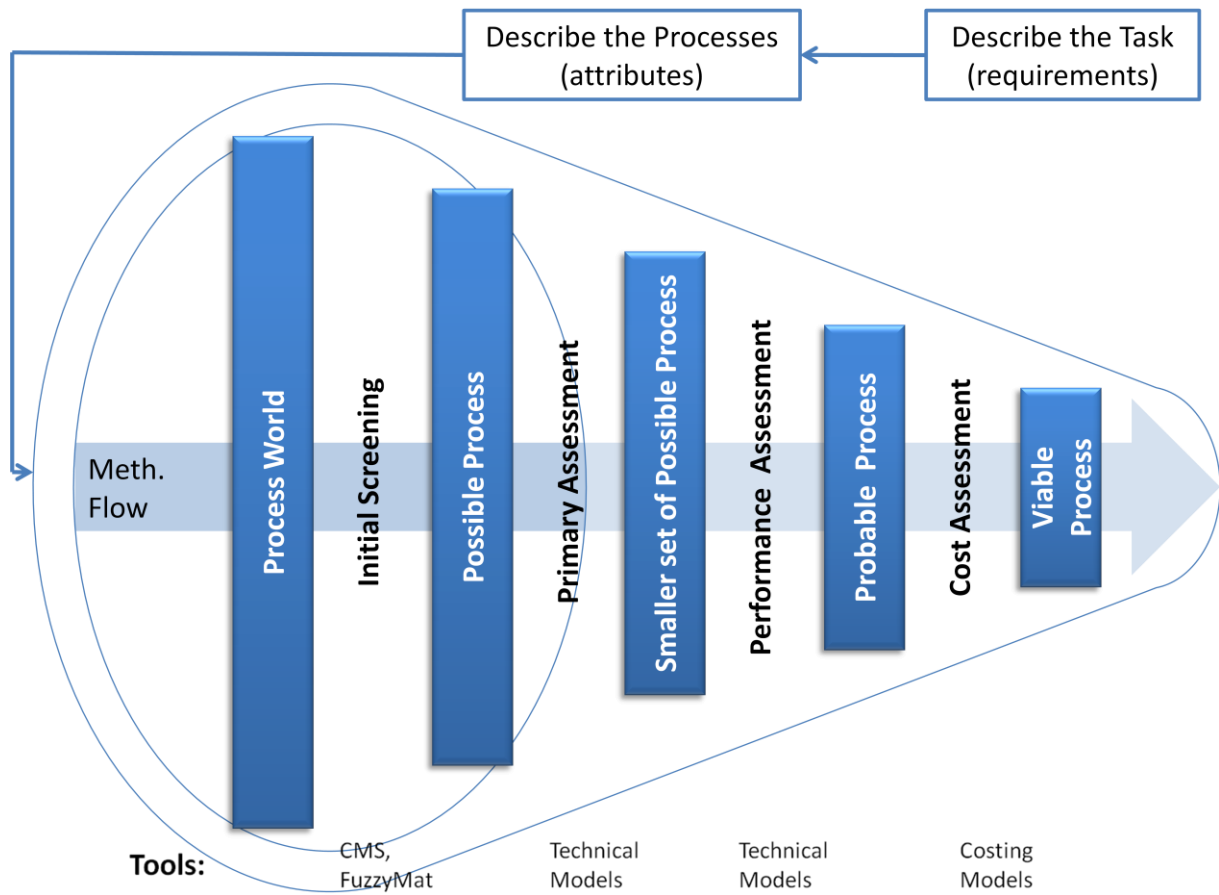 Describe the Processes
(attributes)
Describe the Task
(requirements)
Meth.
Flow
Process World
Initial Screening
Possible Process
Primary Assessment
Smaller set of Possible Process
Performance Assessment
Probable Process
Cost Assessment
Viable
Process
Tools:
CMS,
FuzzyMat
Technical
Models
Technical
Models
Costing
Models